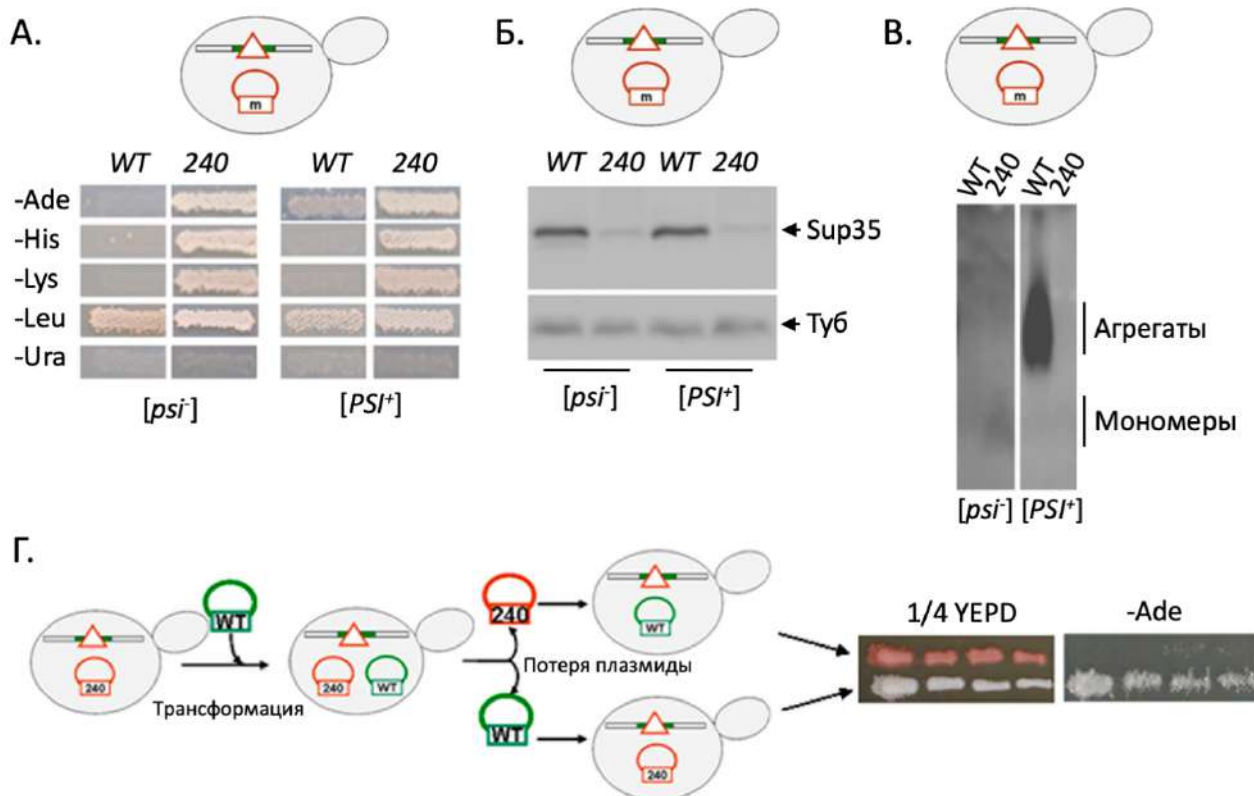 А. Б. В.
m m m
WT 240 WT 240
-Ade
-His
-Lys
-Leu
-Ura
[psi-] [PSI+]
WT 240 WT 240
Sup35
Туб
[psi-] [PSI+]
WT 240 WT 240
Агрегаты
Мономеры
[psi-] [PSI+]
Г.
WT
240
Трансформация
240 WT
240
Потеря плазмиды
WT
WT
240
1/4 YEPD -Ade